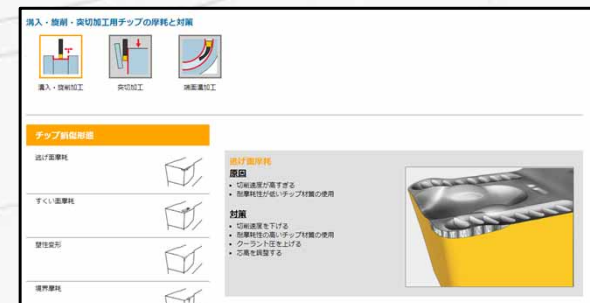 溝入・旋削・突切加工用チップの摩耗と対策
溝入・旋削加工
突切加工
端面溝加工
チップ損傷形態
逃げ面摩耗
すくい面摩耗
塑性変形
境界摩耗
逃げ面摩耗
原因
• 切削速度が高すぎる
• 耐摩耗性が低いチップ材種の使用
対策
• 切削速度を下げる
• 耐摩耗性の高いチップ材種の使用
• クーラント圧を上げる
• 芯高を調整する